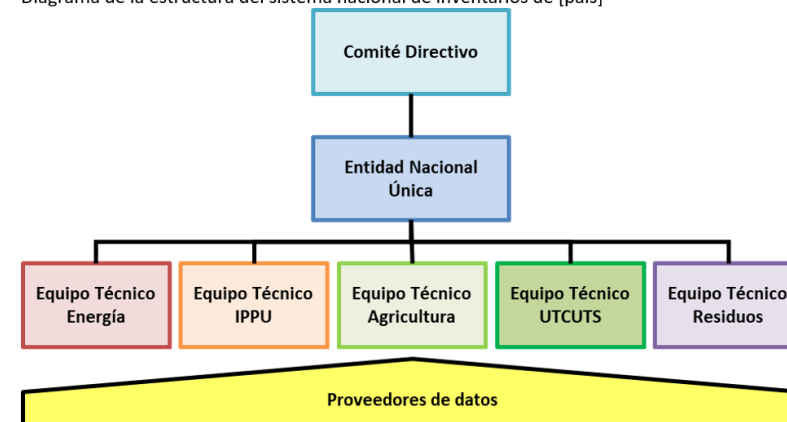 Diagrama de la estructura del sistema nacional de inventarios de [país]
Comité Directivo
Entidad Nacional
Única
Equipo Técnico
Energía
Equipo Técnico
IPPU
Equipo Técnico
Agricultura
Equipo Técnico
UTCUTS
Equipo Técnico
Residuos
Proveedores de datos